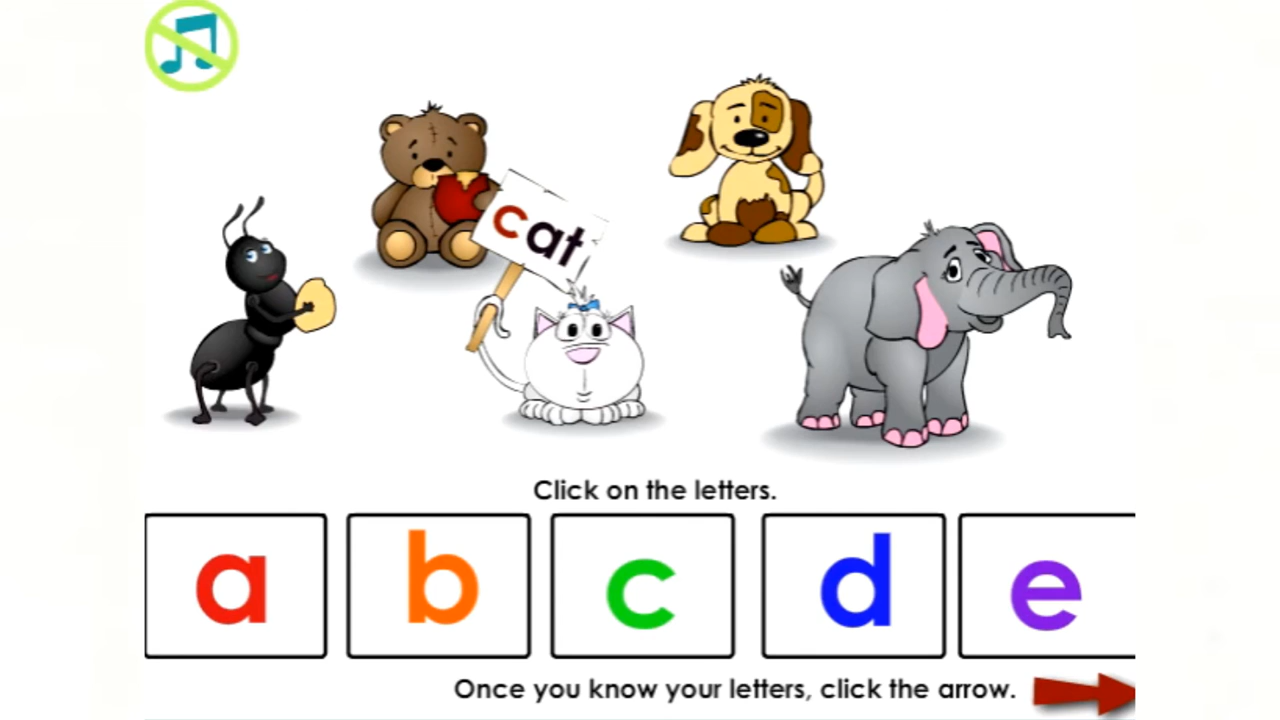 cat
Click on the letters.
a b c d e
Once you know your letters, click the arrow.